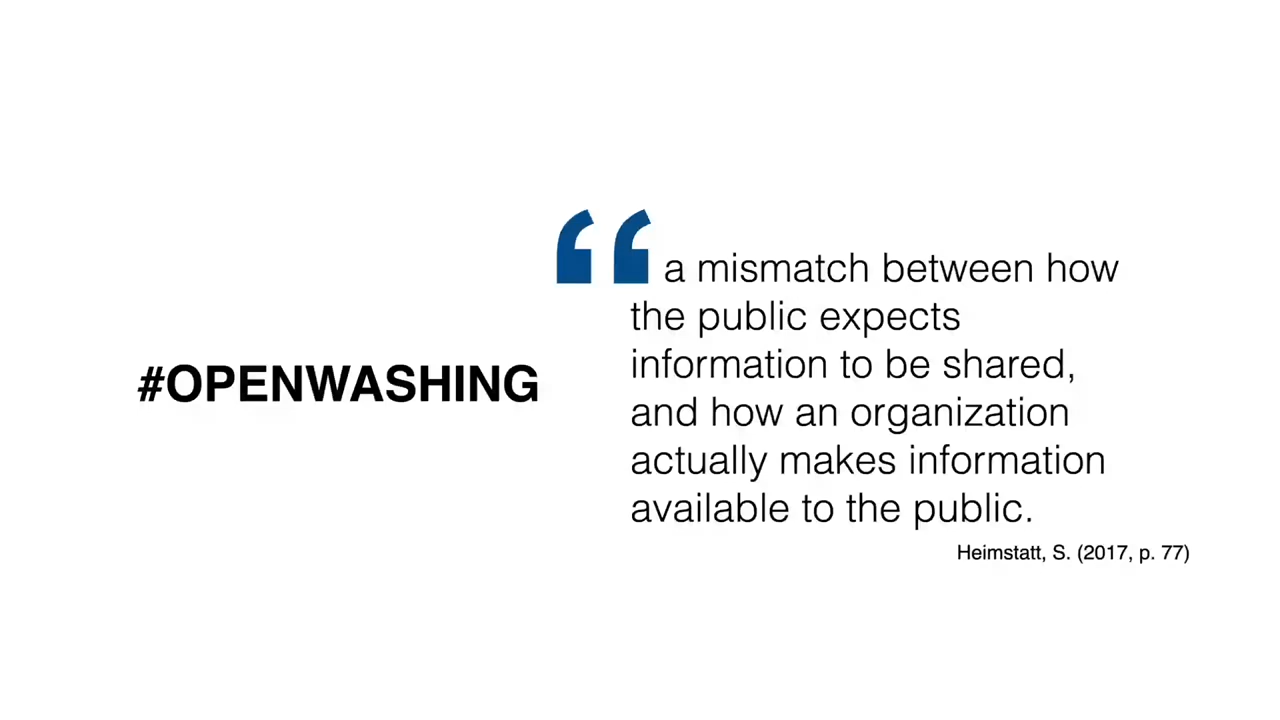 #OPENWASHING
“ a mismatch between how
the public expects
information to be shared,
and how an organization
actually makes information
available to the public.
Heimstatt, S. (2017, p. 77)